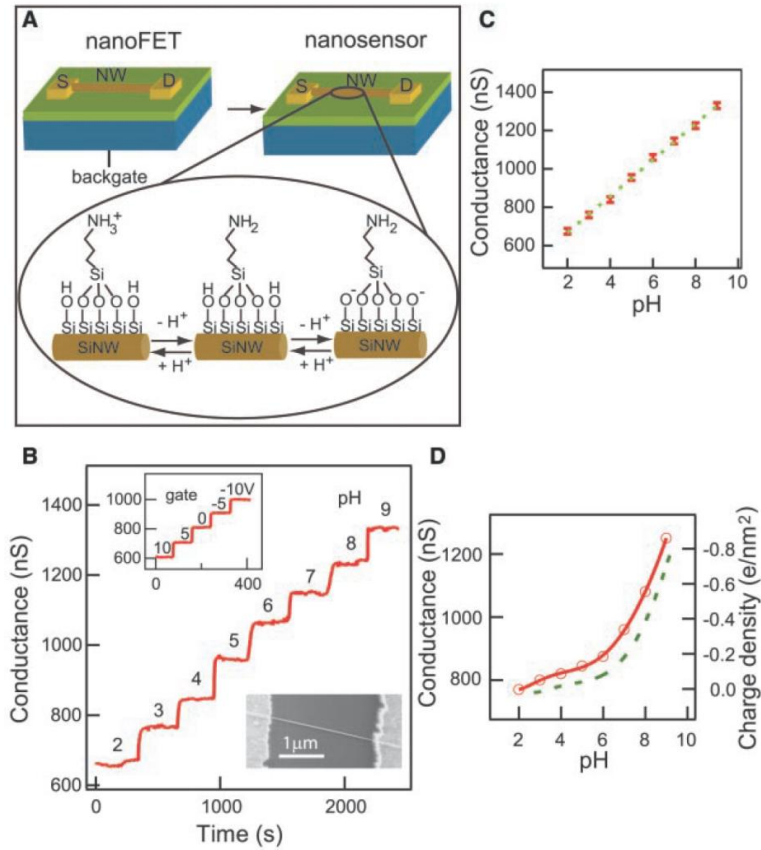 A
nanoFET
nanosensor
S NW D
S NW D
backgate
NH3+
NH2
NH2
Si
Si
Si
H H
H H
O O O O O
O O O O O
O- O O O O-
Si Si Si Si Si
Si Si Si Si Si
Si Si Si Si Si
- H+
- H+
SiNW
SiNW
SiNW
+ H+
+ H+
C
Conductance (nS)
1400
1200
1000
800
600
2 4 6 8 10
pH
B
Conductance (nS)
1400
1200
1000
800
600
0 1000 2000
Time (s)
pH
2
3
4
5
6
7
8
9
gate
1000
800
600
0 400
10
5
0
-5
-10V
1μm
D
Conductance (nS)
1200
1000
800
2 4 6 8 10
pH
Charge density (e/nm2)
-0.8
-0.6
-0.4
-0.2
0.0